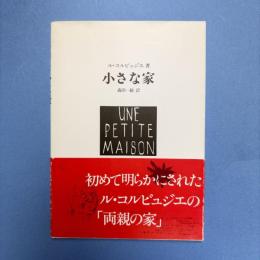 ル・コルビュジエ 著
小さな家
森田一敏 訳
UNE
PETITE
MAISON
初めて明らかにされた
ル・コルビュジエの
「両親の家」